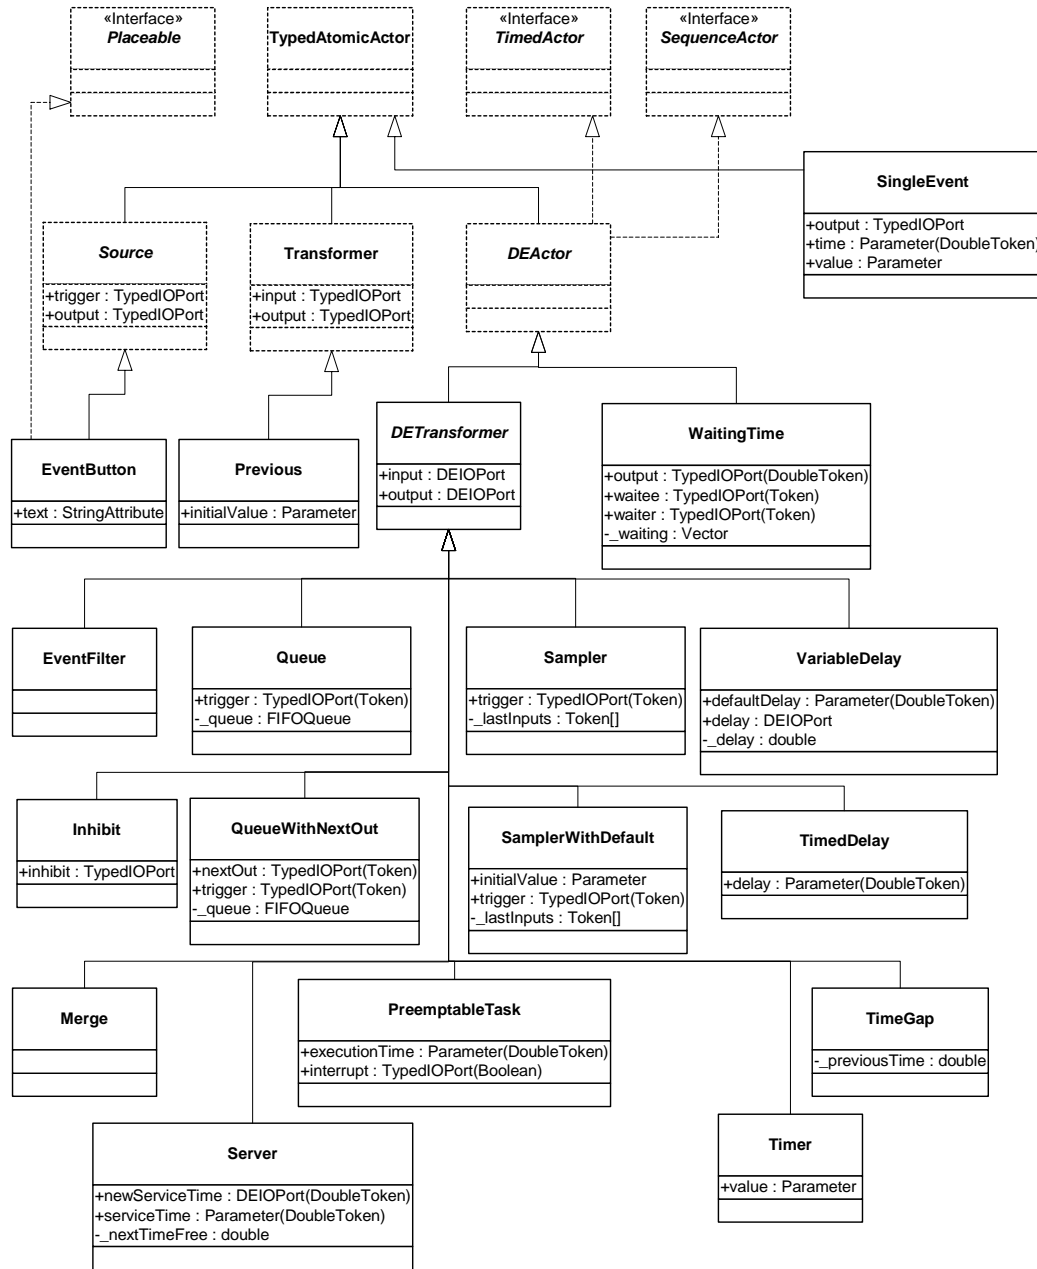 «Interface»
Placeable
TypedAtomicActor
«Interface»
TimedActor
«Interface»
SequenceActor
SingleEvent
+output : TypedIOPort
+time : Parameter(DoubleToken)
+value : Parameter
Source
+trigger : TypedIOPort
+output : TypedIOPort
Transformer
+input : TypedIOPort
+output : TypedIOPort
DEActor
EventButton
+text : StringAttribute
Previous
+initialValue : Parameter
DETransformer
+input : DEIOPort
+output : DEIOPort
WaitingTime
+output : TypedIOPort(DoubleToken)
+waitee : TypedIOPort(Token)
+waiter : TypedIOPort(Token)
-_waiting : Vector
EventFilter
Queue
+trigger : TypedIOPort(Token)
-_queue : FIFOQueue
Sampler
+trigger : TypedIOPort(Token)
-_lastInputs : Token[]
VariableDelay
+defaultDelay : Parameter(DoubleToken)
+delay : DEIOPort
-_delay : double
Inhibit
+inhibit : TypedIOPort
QueueWithNextOut
+nextOut : TypedIOPort(Token)
+trigger : TypedIOPort(Token)
-_queue : FIFOQueue
SamplerWithDefault
+initialValue : Parameter
+trigger : TypedIOPort(Token)
-_lastInputs : Token[]
TimedDelay
+delay : Parameter(DoubleToken)
Merge
PreemptableTask
+executionTime : Parameter(DoubleToken)
+interrupt : TypedIOPort(Boolean)
TimeGap
-_previousTime : double
Server
+newServiceTime : DEIOPort(DoubleToken)
+serviceTime : Parameter(DoubleToken)
-_nextTimeFree : double
Timer
+value : Parameter